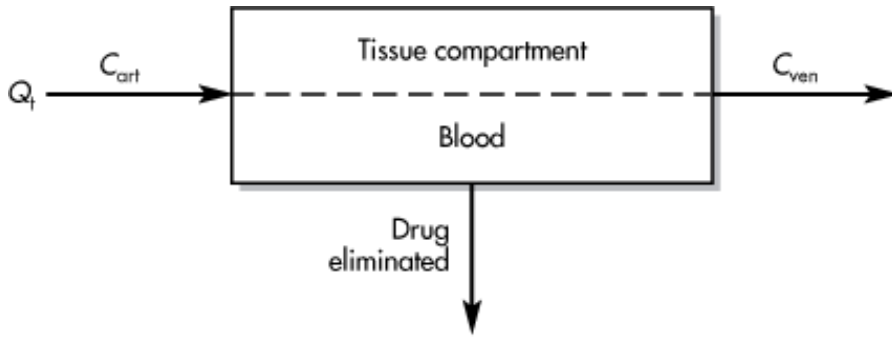 Tissue compartment
C_art
C_ven
Q_t
Blood
Drug
eliminated